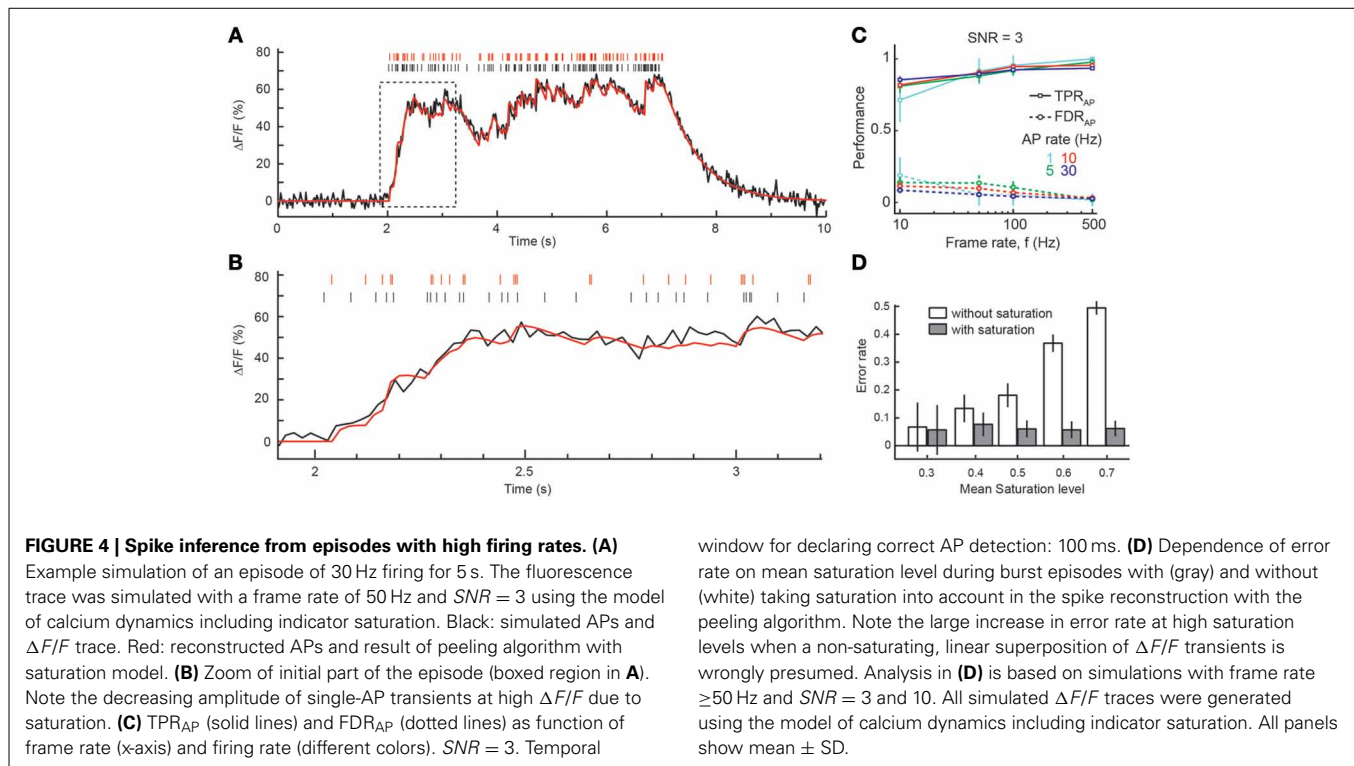 A
80
60
40
20
0
ΔF/F (%)
0 2 4 6 8 10
Time (s)
B
80
60
40
20
0
ΔF/F (%)
2 2.5 3
Time (s)
C
SNR = 3
1
0.5
0
Performance
TPRAP
FDRAP
AP rate (Hz)
1 10
5 30
10 100 500
Frame rate, f (Hz)
D
0.5
0.4
0.3
0.2
0.1
0
Error rate
without saturation
with saturation
0.3 0.4 0.5 0.6 0.7
Mean Saturation level
FIGURE 4 | Spike inference from episodes with high firing rates. (A)
Example simulation of an episode of 30 Hz firing for 5 s. The fluorescence
trace was simulated with a frame rate of 50 Hz and SNR = 3 using the model
of calcium dynamics including indicator saturation. Black: simulated APs and
ΔF/F trace. Red: reconstructed APs and result of peeling algorithm with
saturation model. (B) Zoom of initial part of the episode (boxed region in A).
Note the decreasing amplitude of single-AP transients at high ΔF/F due to
saturation. (C) TPRAP (solid lines) and FDRAP (dotted lines) as function of
frame rate (x-axis) and firing rate (different colors). SNR = 3. Temporal
window for declaring correct AP detection: 100 ms. (D) Dependence of error
rate on mean saturation level during burst episodes with (gray) and without
(white) taking saturation into account in the spike reconstruction with the
peeling algorithm. Note the large increase in error rate at high saturation
levels when a non-saturating, linear superposition of ΔF/F transients is
wrongly presumed. Analysis in (D) is based on simulations with frame rate
≥50 Hz and SNR = 3 and 10. All simulated ΔF/F traces were generated
using the model of calcium dynamics including indicator saturation. All panels
show mean ± SD.